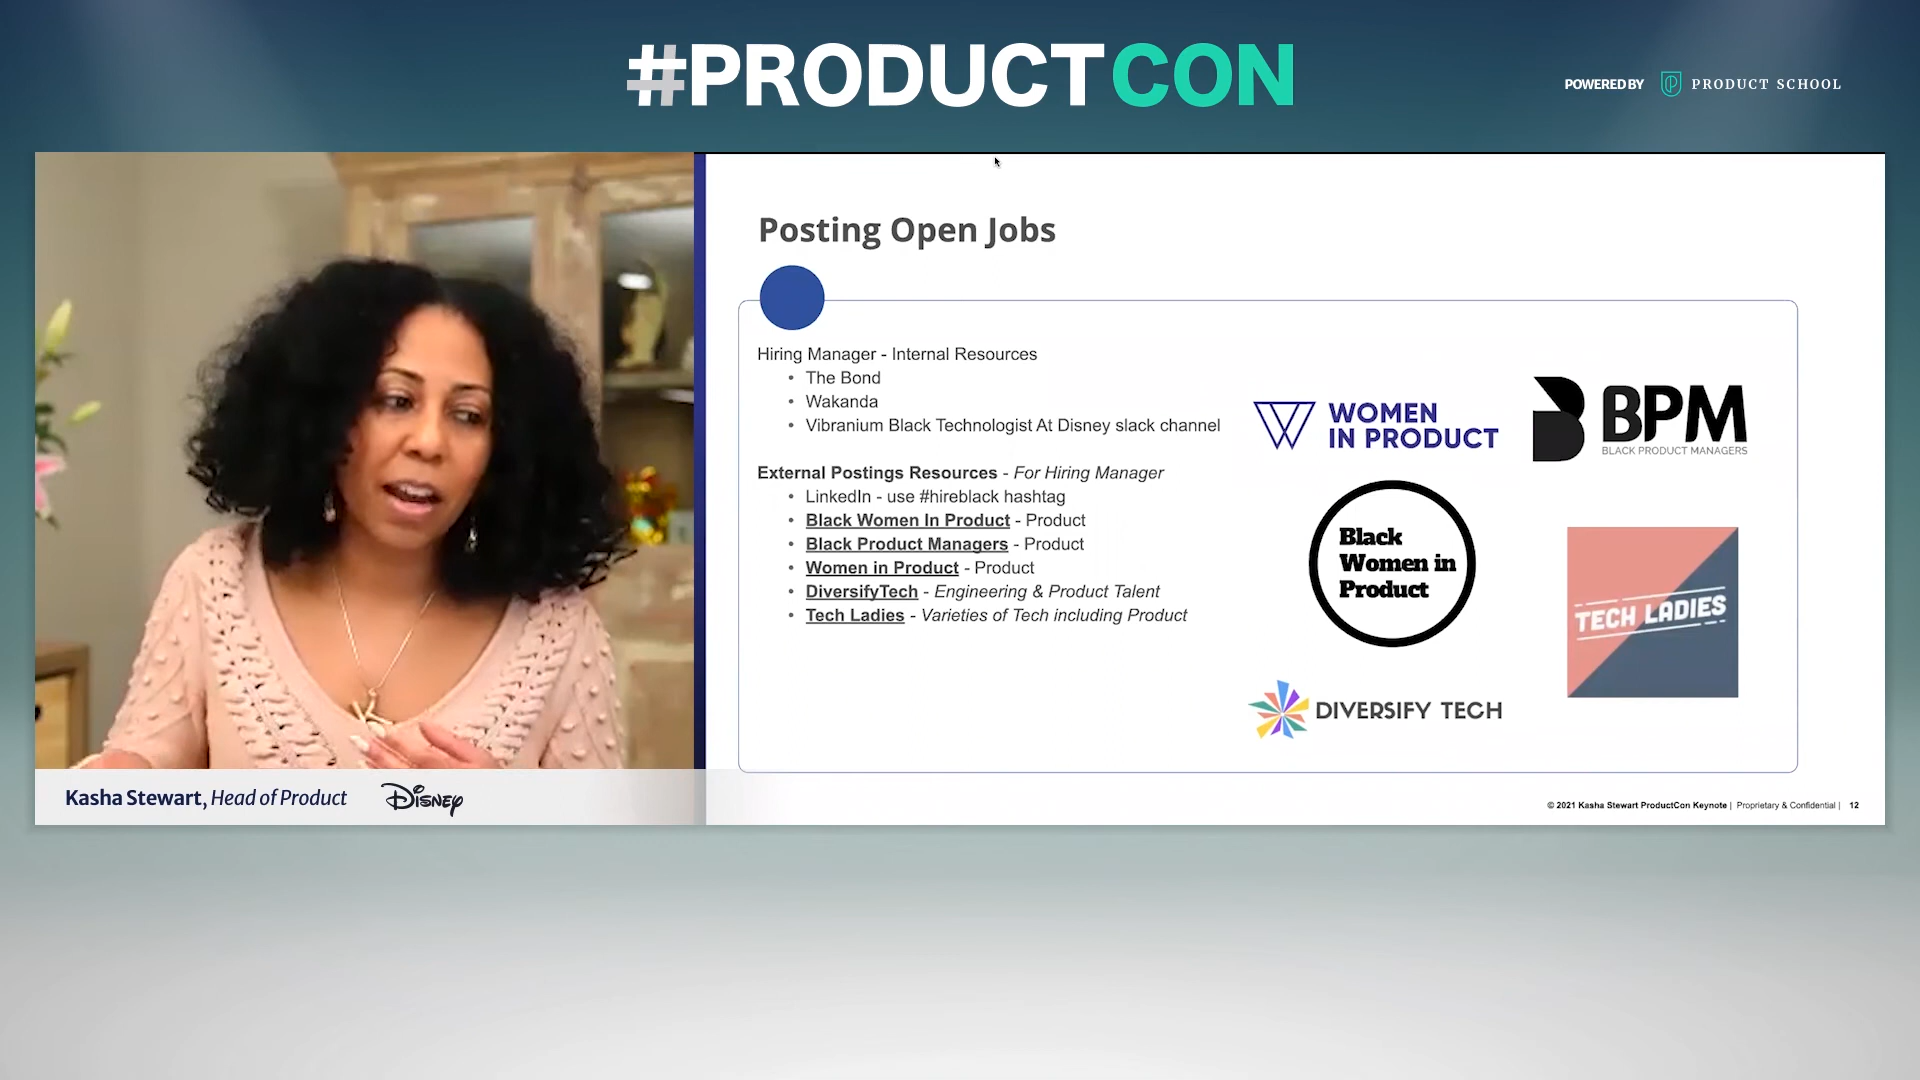 #PRODUCTCON
POWERED BY PRODUCT SCHOOL
Posting Open Jobs
Hiring Manager - Internal Resources
• The Bond
• Wakanda
• Vibranium Black Technologist At Disney slack channel
External Postings Resources - For Hiring Manager
• LinkedIn - use #hireblack hashtag
• Black Women In Product - Product
• Black Product Managers - Product
• Women in Product - Product
• DiversifyTech - Engineering & Product Talent
• Tech Ladies - Varieties of Tech including Product
WOMEN
IN PRODUCT
BPM
BLACK PRODUCT MANAGERS
Black
Women in
Product
TECH LADIES
DIVERSIFY TECH
Kasha Stewart, Head of Product
Disney
© 2021 Kasha Stewart ProductCon Keynote | Proprietary & Confidential | 12